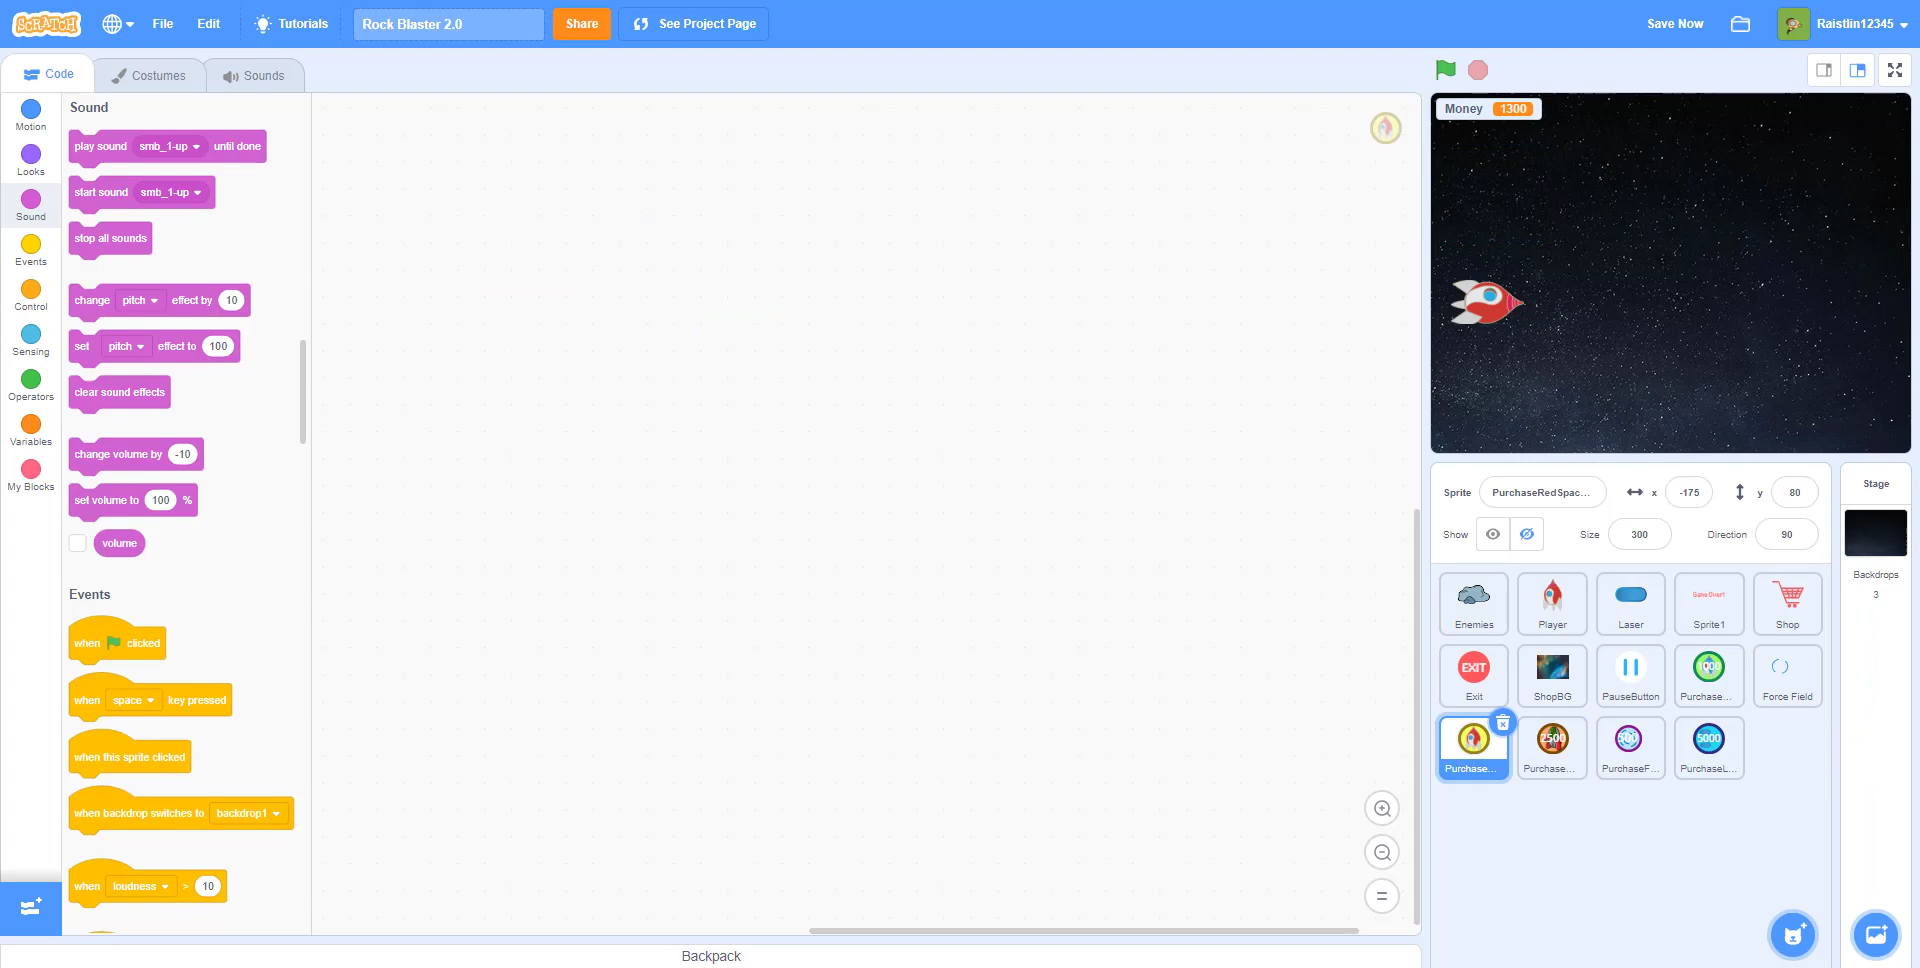 SCRATCH
File
Edit
Tutorials
Rock Blaster 2.0
Share
See Project Page
Save Now
Raistlin12345
Code
Costumes
Sounds
Motion
Looks
Sound
Events
Control
Sensing
Operators
Variables
My Blocks
Sound
play sound smb_1-up until done
start sound smb_1-up
stop all sounds
change pitch effect by 10
set pitch effect to 100
clear sound effects
change volume by -10
set volume to 100 %
volume
Events
when clicked
when space key pressed
when this sprite clicked
when backdrop switches to backdrop1
when loudness > 10
Backpack
Money 1300
Sprite PurchaseRedSpac... x -175 y 80
Show Size 300 Direction 90
Game Over!
Enemies Player Laser Sprite1 Shop
EXIT 1000
Exit ShopBG PauseButton Purchase... Force Field
2500 500 5000
Purchase... Purchase... PurchaseF... PurchaseL...
Stage
Backdrops
3